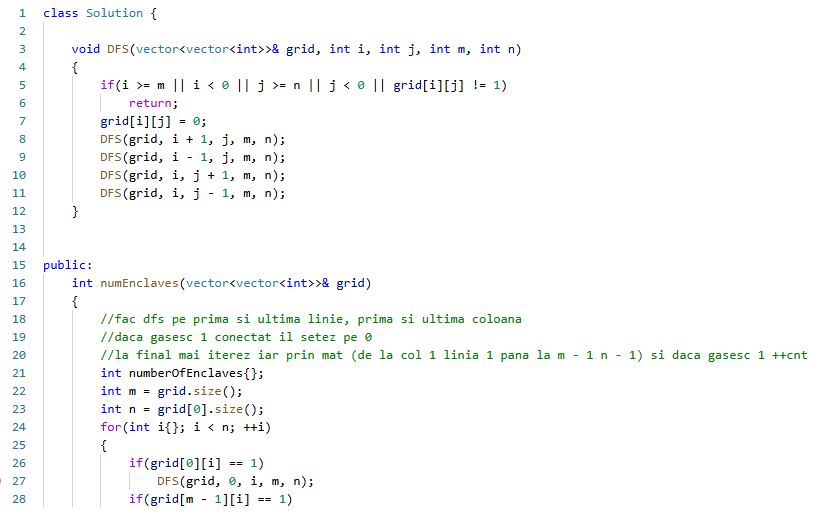 1 class Solution {
2
3 void DFS(vector<vector<int>>& grid, int i, int j, int m, int n)
4 {
5 if(i >= m || i < 0 || j >= n || j < 0 || grid[i][j] != 1)
6 return;
7 grid[i][j] = 0;
8 DFS(grid, i + 1, j, m, n);
9 DFS(grid, i - 1, j, m, n);
10 DFS(grid, i, j + 1, m, n);
11 DFS(grid, i, j - 1, m, n);
12 }
13
14
15 public:
16 int numEnclaves(vector<vector<int>>& grid)
17 {
18 //fac dfs pe prima si ultima linie, prima si ultima coloana
19 //daca gasesc 1 conectat il setez pe 0
20 //la final mai iterez iar prin mat (de la col 1 linia 1 pana la m - 1 n - 1) si daca gasesc 1 ++cnt
21 int numberOfEnclaves{};
22 int m = grid.size();
23 int n = grid[0].size();
24 for(int i{}; i < n; ++i)
25 {
26 if(grid[0][i] == 1)
27 DFS(grid, 0, i, m, n);
28 if(grid[m - 1][i] == 1)